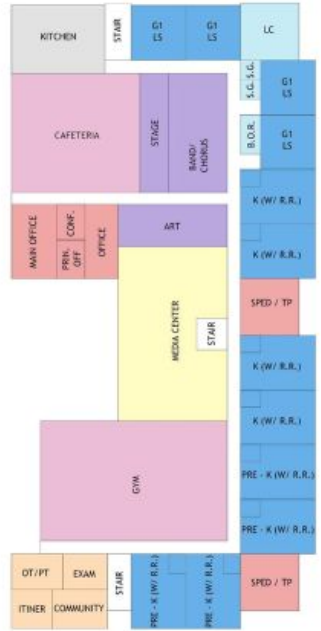 KITCHEN
STAIR
G1
LS
G1
LS
LC
S.G.
S.G.
G1
LS
CAFETERIA
STAGE
BAND/
CHORUS
B.O.R.
G1
LS
K (W/ R.R.)
MAIN OFFICE
CONF.
PRIN.
OFF
OFFICE
ART
K (W/ R.R.)
SPED / TP
MEDIA CENTER
STAIR
K (W/ R.R.)
K (W/ R.R.)
GYM
PRE - K (W/ R.R.)
PRE - K (W/ R.R.)
OT/PT
EXAM
STAIR
PRE - K (W/ R.R.)
PRE - K (W/ R.R.)
SPED / TP
ITINER
COMMUNITY